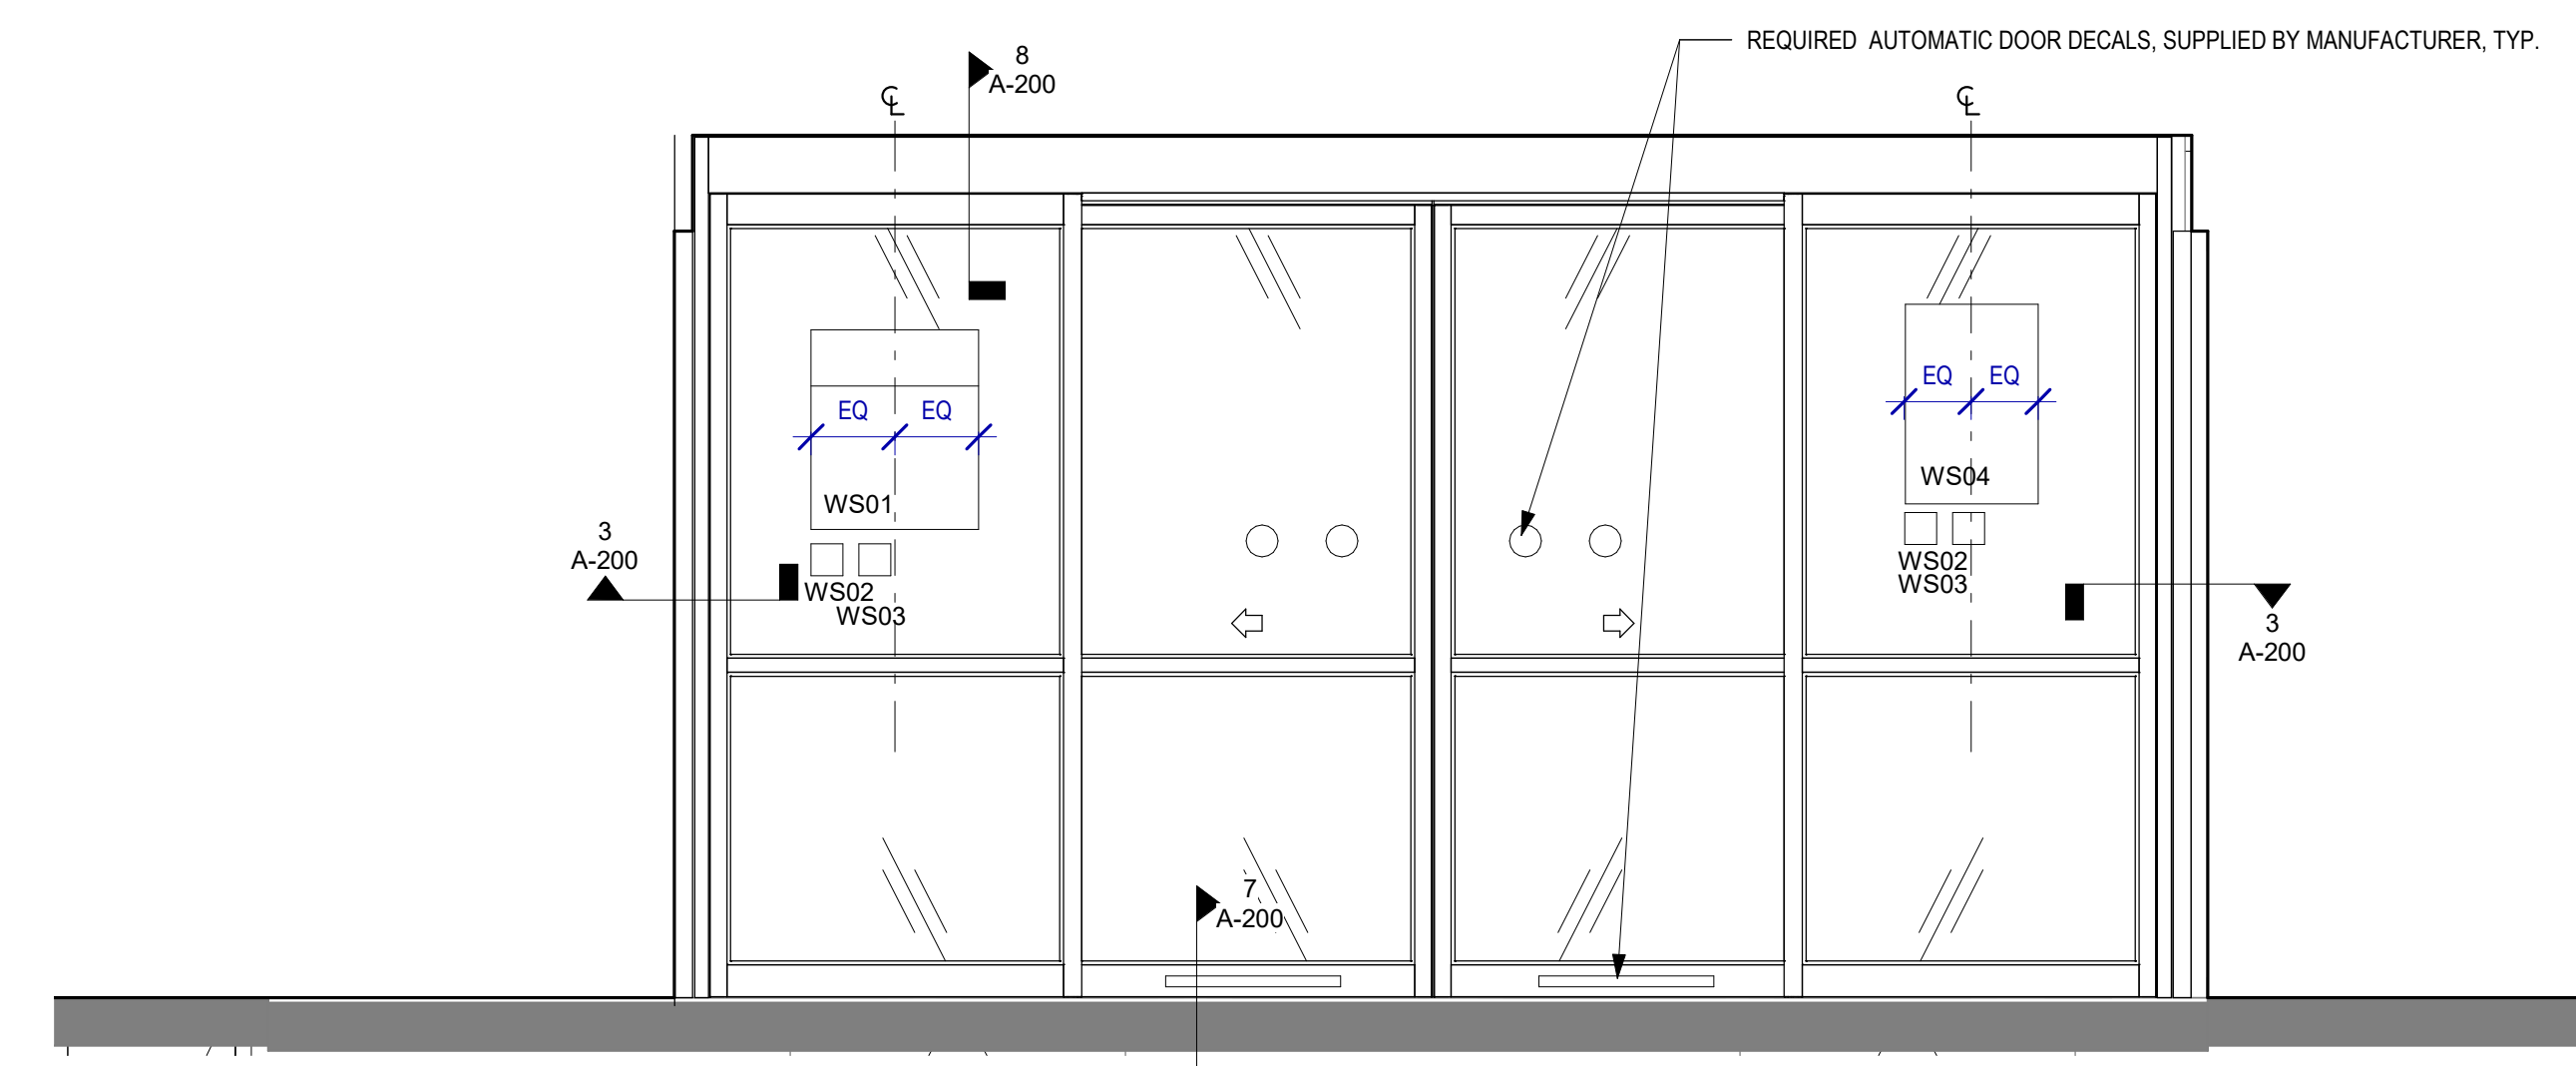 REQUIRED AUTOMATIC DOOR DECALS, SUPPLIED BY MANUFACTURER, TYP.
8
A-200
℄
℄
EQ EQ
EQ EQ
WS04
WS01
3
A-200
WS02
WS03
WS02
WS03
3
A-200
7
A-200